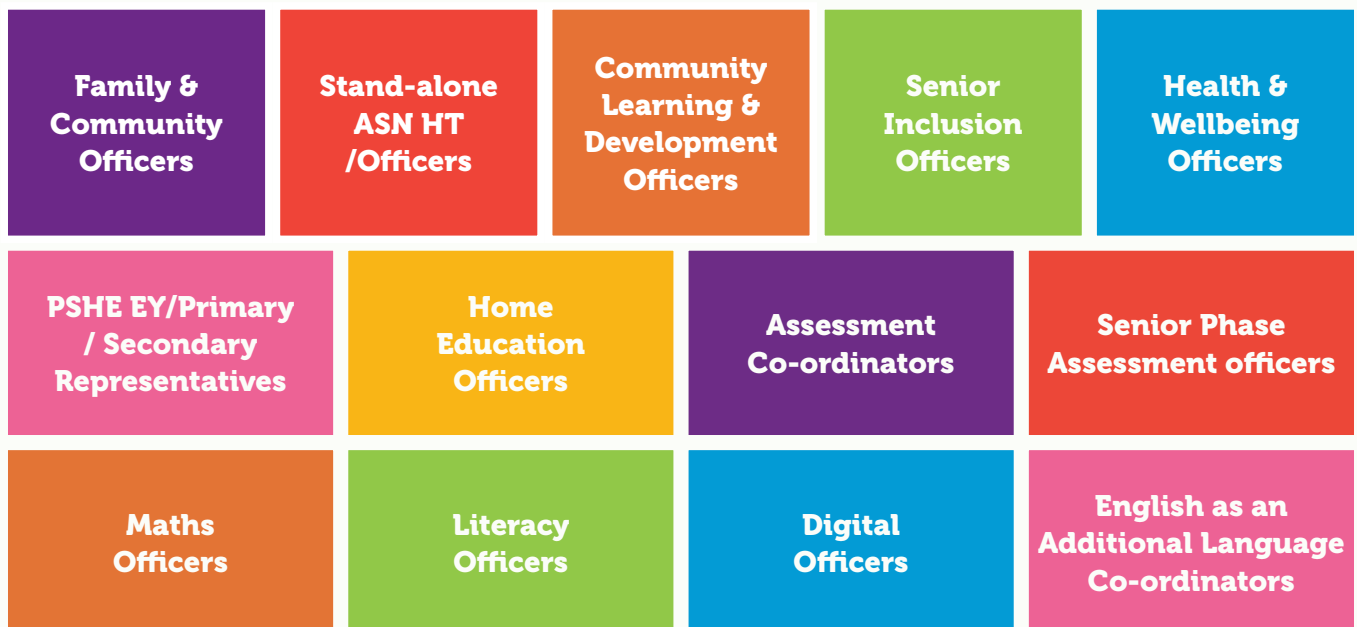 Family &
Community
Officers
Stand-alone
ASN HT
/Officers
Community
Learning &
Development
Officers
Senior
Inclusion
Officers
Health &
Wellbeing
Officers
PSHE EY/Primary
/ Secondary
Representatives
Home
Education
Officers
Assessment
Co-ordinators
Senior Phase
Assessment officers
Maths
Officers
Literacy
Officers
Digital
Officers
English as an
Additional Language
Co-ordinators